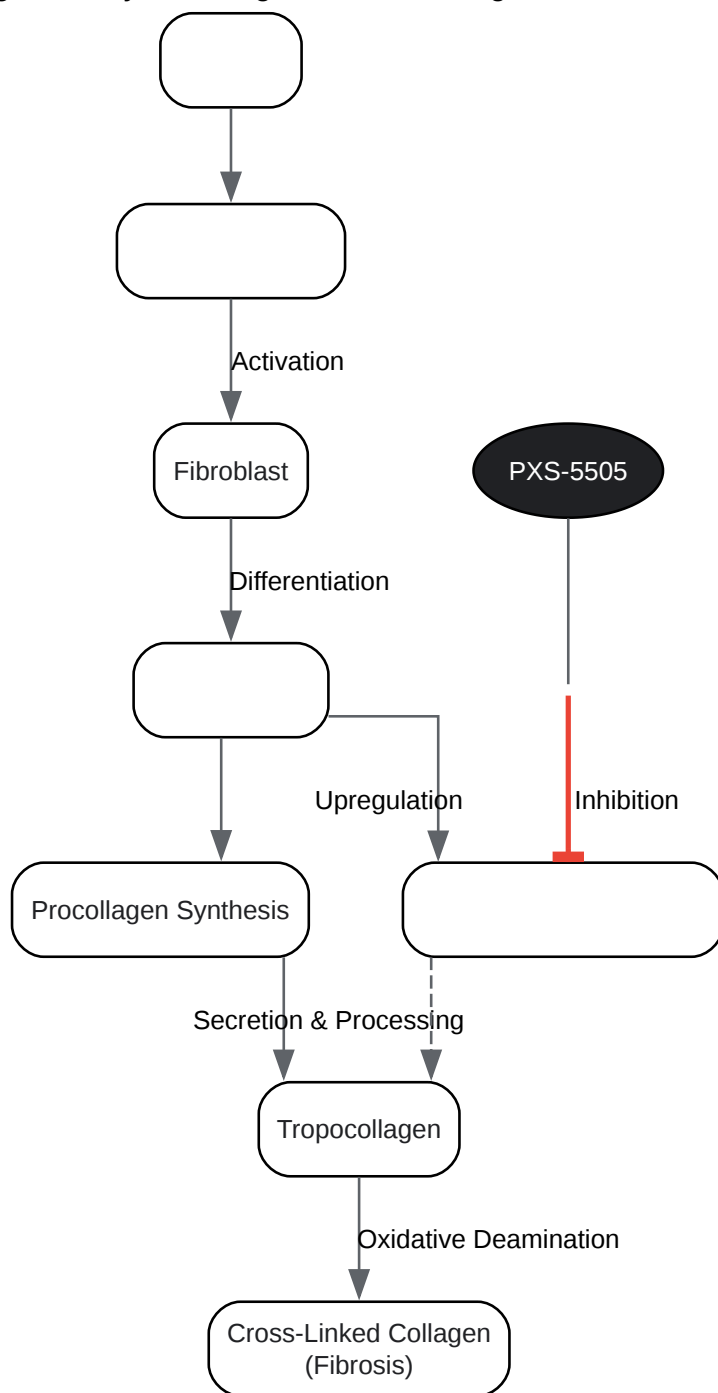 Activation
Fibroblast
PXS-5505
Differentiation
Upregulation
Inhibition
Procollagen Synthesis
Secretion & Processing
Tropocollagen
Oxidative Deamination
Cross-Linked Collagen
(Fibrosis)